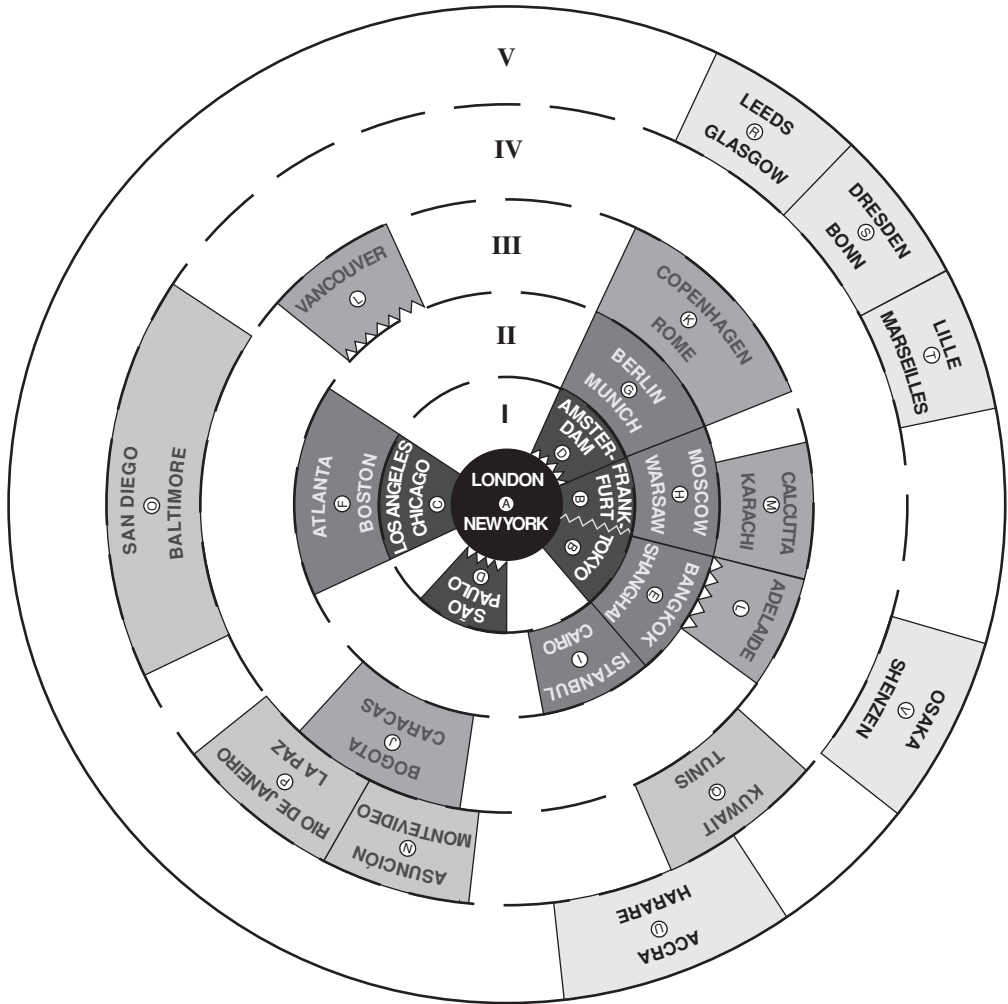 V
IV
III
II
I
LEEDS
R
GLASGOW
DRESDEN
S
BONN
LILLE
T
MARSEILLES
VANCOUVER
L
COPENHAGEN
K
ROME
BERLIN
G
MUNICH
AMSTER-
DAM
D
FRANK-
FURT
B
TOKYO
B
MOSCOW
H
WARSAW
CALCUTTA
M
KARACHI
BANGKOK
E
SHANGHAI
ADELAIDE
L
LONDON
A
NEW YORK
LOS ANGELES
CHICAGO
C
ATLANTA
F
BOSTON
SAN DIEGO
O
BALTIMORE
SÁO
PAULO
D
CAIRO
I
ISTANBUL
CARACAS
J
BOGOTA
LA PAZ
P
RIO DE JANEIRO
MONTEVIDEO
N
ASUNCIÓN
TUNIS
Q
KUWAIT
OSAKA
V
SHENZEN
HARARE
U
ACCRA